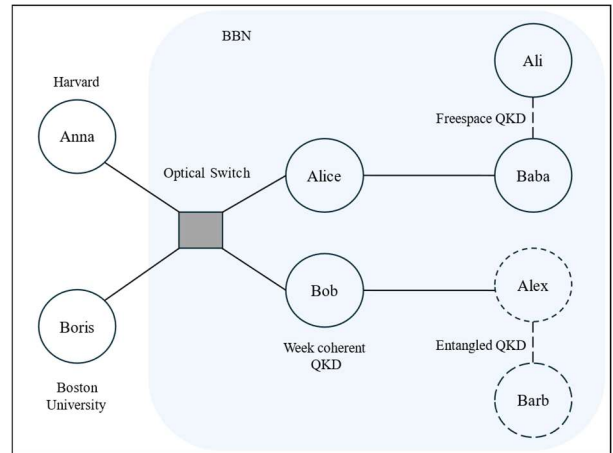 BBN
Ali
Harvard
Freespace QKD
Anna
Optical Switch
Alice
Baba
Bob
Alex
Boris
Week coherent
QKD
Entangled QKD
Boston
University
Barb